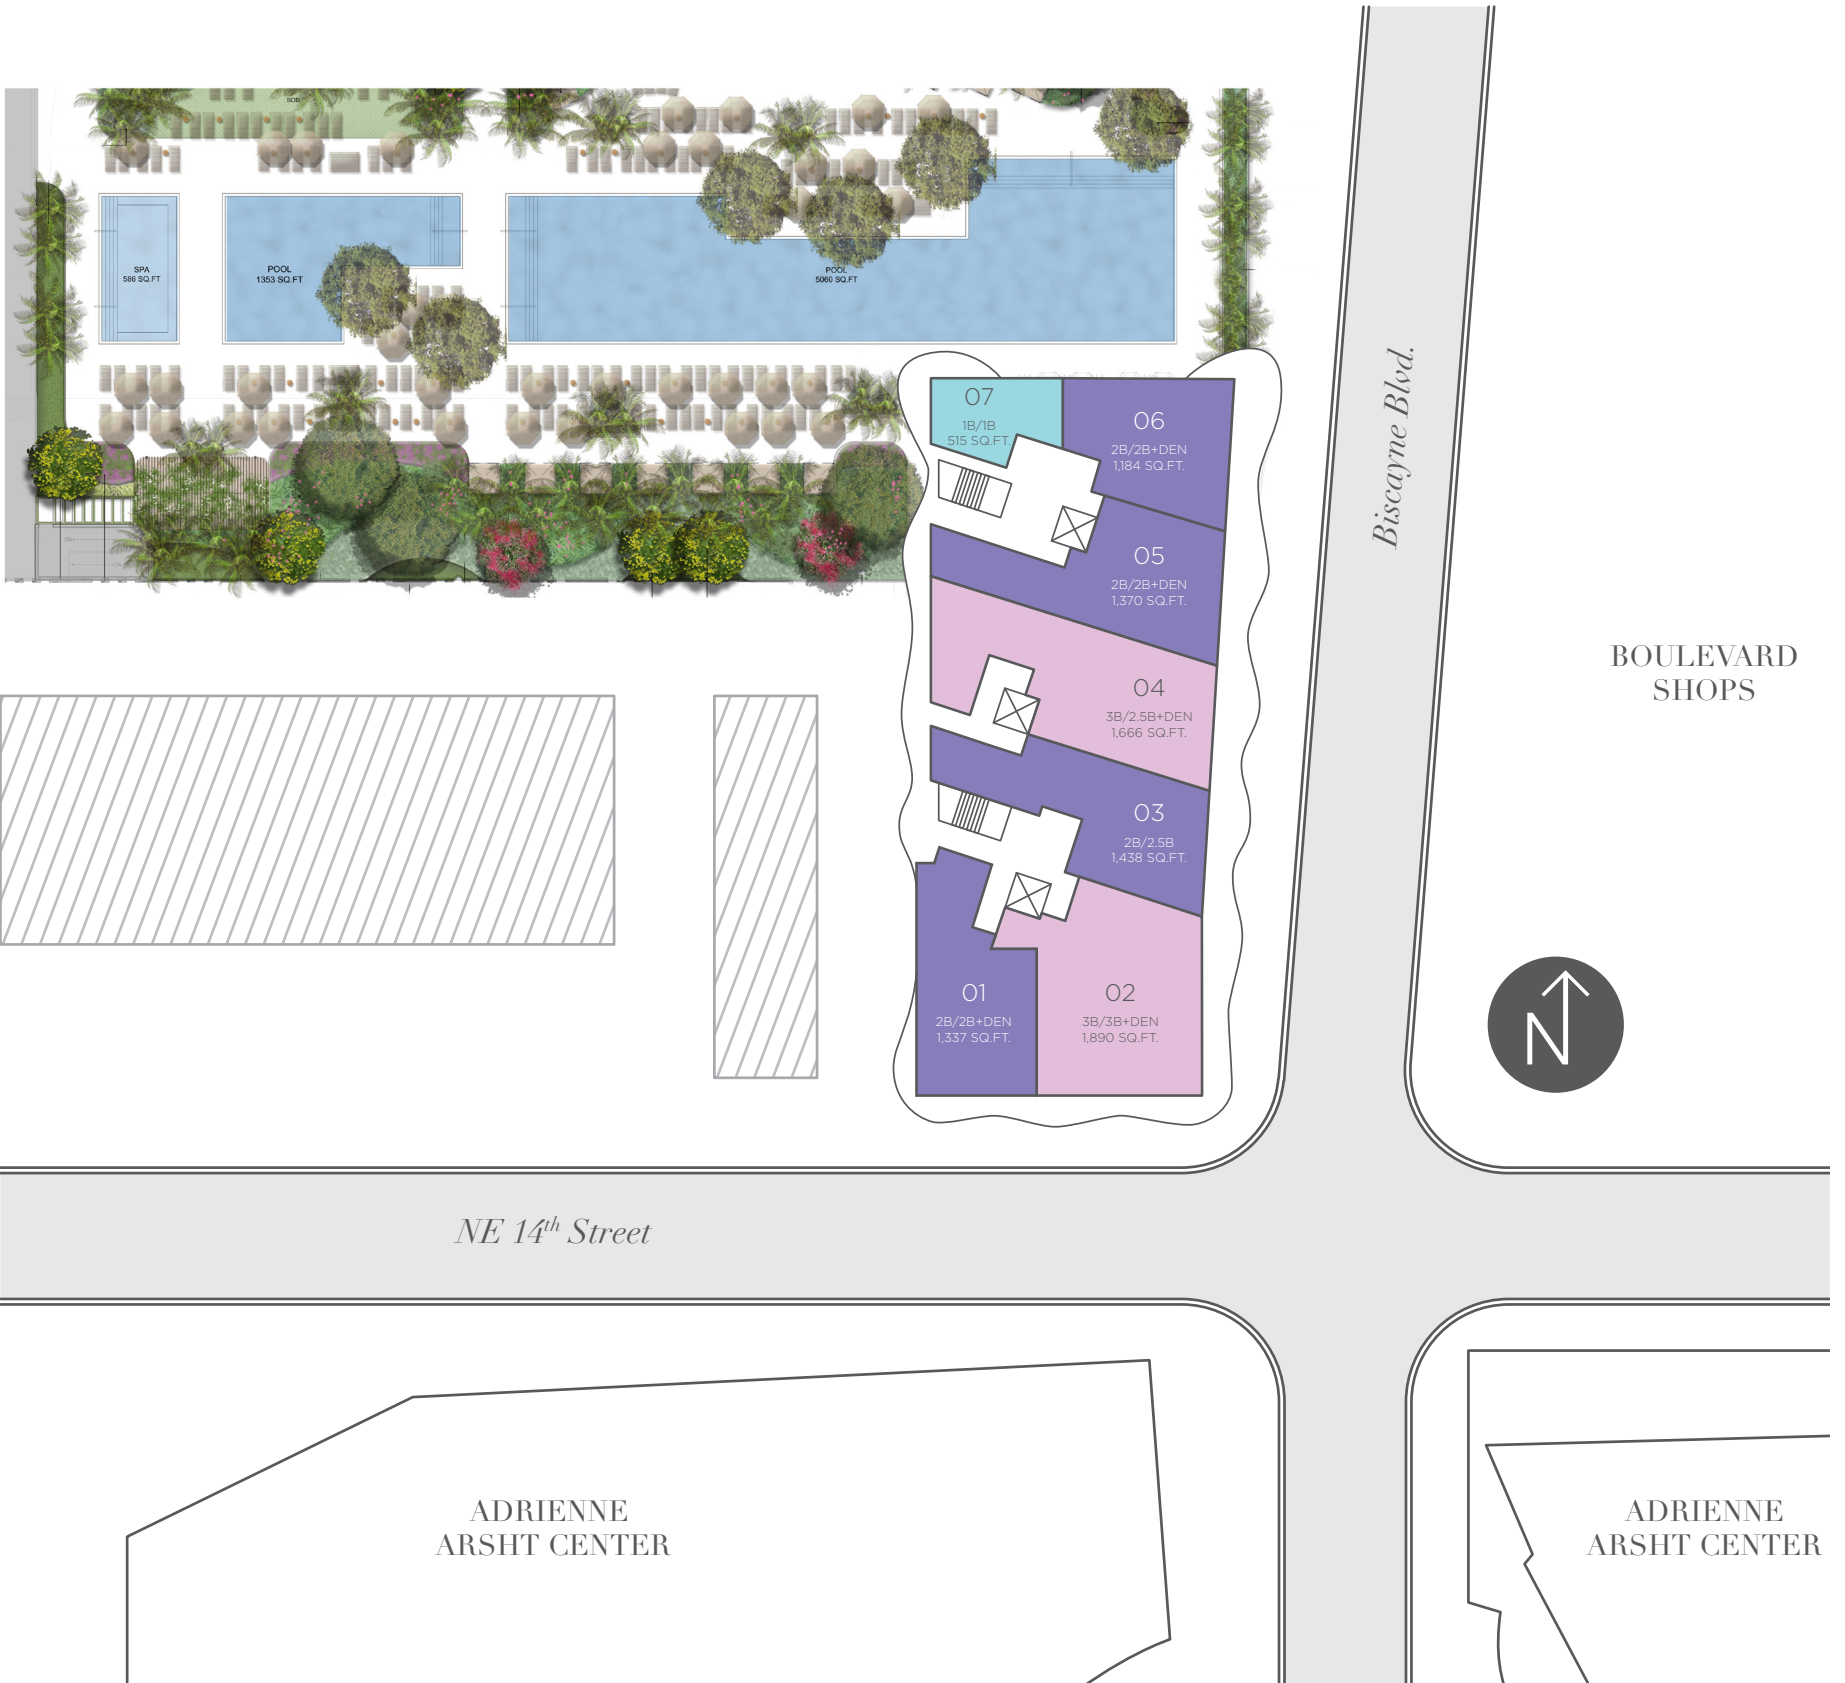 SOD
SPA
586 SQ.FT
POOL
1353 SQ.FT
POOL
5060 SQ.FT
07
1B/1B
515 SQ.FT.
06
2B/2B+DEN
1,184 SQ.FT.
05
2B/2B+DEN
1,370 SQ.FT.
04
3B/2.5B+DEN
1,666 SQ.FT.
03
2B/2.5B
1,438 SQ.FT.
01
2B/2B+DEN
1,337 SQ.FT.
02
3B/3B+DEN
1,890 SQ.FT.
Biscayne Blvd.
BOULEVARD
SHOPS
N
NE 14th Street
ADRIENNE
ARSHT CENTER
ADRIENNE
ARSHT CENTER